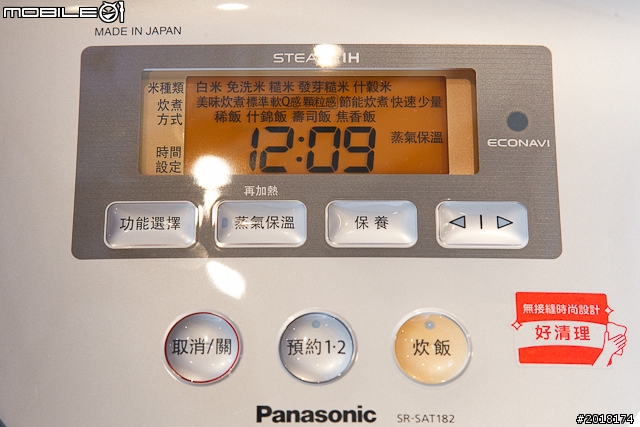 MOBILE01
MADE IN JAPAN
STEAM IH
米種類 白米 免洗米 糙米 發芽糙米 什穀米
炊煮方式 美味炊煮 標準 軟Q感 顆粒感 節能炊煮 快速少量
稀飯 什錦飯 壽司飯 焦香飯
時間設定 12:09 蒸氣保溫
ECONAVI
再加熱
功能選擇 蒸氣保溫 保養
無接縫時尚設計
好清理
取消/關 預約1·2 炊飯
Panasonic SR-SAT182
#2018174